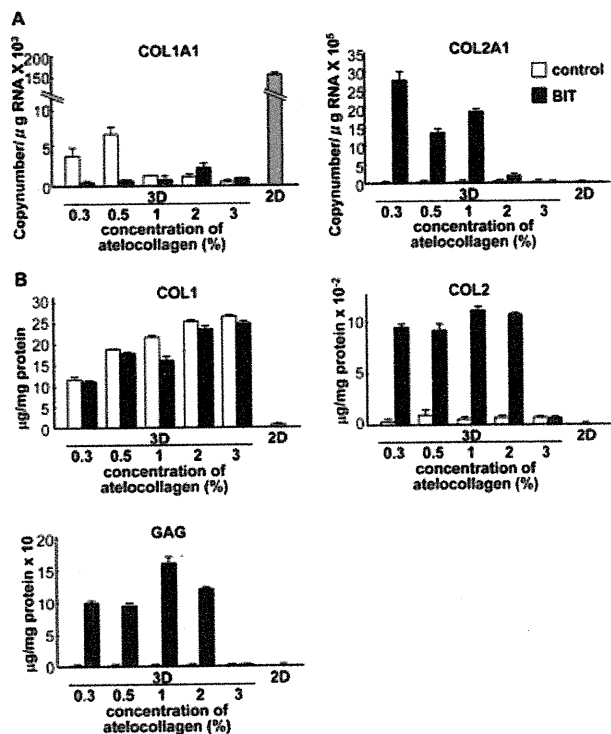 A
COL1A1
Copynumber/μg RNA X 10³
200
150
10
5
0
0.3 0.5 1 2 3 2D
3D
concentration of
atelocollagen (%)
COL2A1
Copynumber/μg RNA X 10⁵
35
30
25
20
15
10
5
0
control
BIT
3D 2D
0.3 0.5 1 2 3
concentration of
atelocollagen (%)
B
COL1
μg/mg protein
30
25
20
15
10
5
0
3D 2D
0.3 0.5 1 2 3
concentration of
atelocollagen (%)
COL2
μg/mg protein x 10⁻²
10
5
0
3D 2D
0.3 0.5 1 2 3
concentration of
atelocollagen (%)
GAG
μg/mg protein x 10
20
15
10
5
0
3D 2D
0.3 0.5 1 2 3
concentration of
atelocollagen (%)